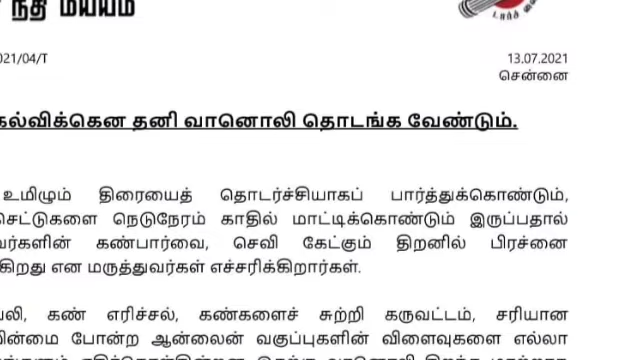 நீதி மய்யம்
டார்ச்
021/04/T
13.07.2021
சென்னை
கல்விக்கென தனி வானொலி தொடங்க வேண்டும்.
உமிழும் திரையைத் தொடர்ச்சியாகப் பார்த்துக்கொண்டும்,
செட்டுகளை நெடுநேரம் காதில் மாட்டிக்கொண்டும் இருப்பதால்
வர்களின் கண்பார்வை, செவி கேட்கும் திறனில் பிரச்னை
கிறது என மருத்துவர்கள் எச்சரிக்கிறார்கள்.
லி, கண் எரிச்சல், கண்களைச் சுற்றி கருவட்டம், சரியான
மின்மை போன்ற ஆன்லைன் வகுப்புகளின் விளைவுகளை எல்லா